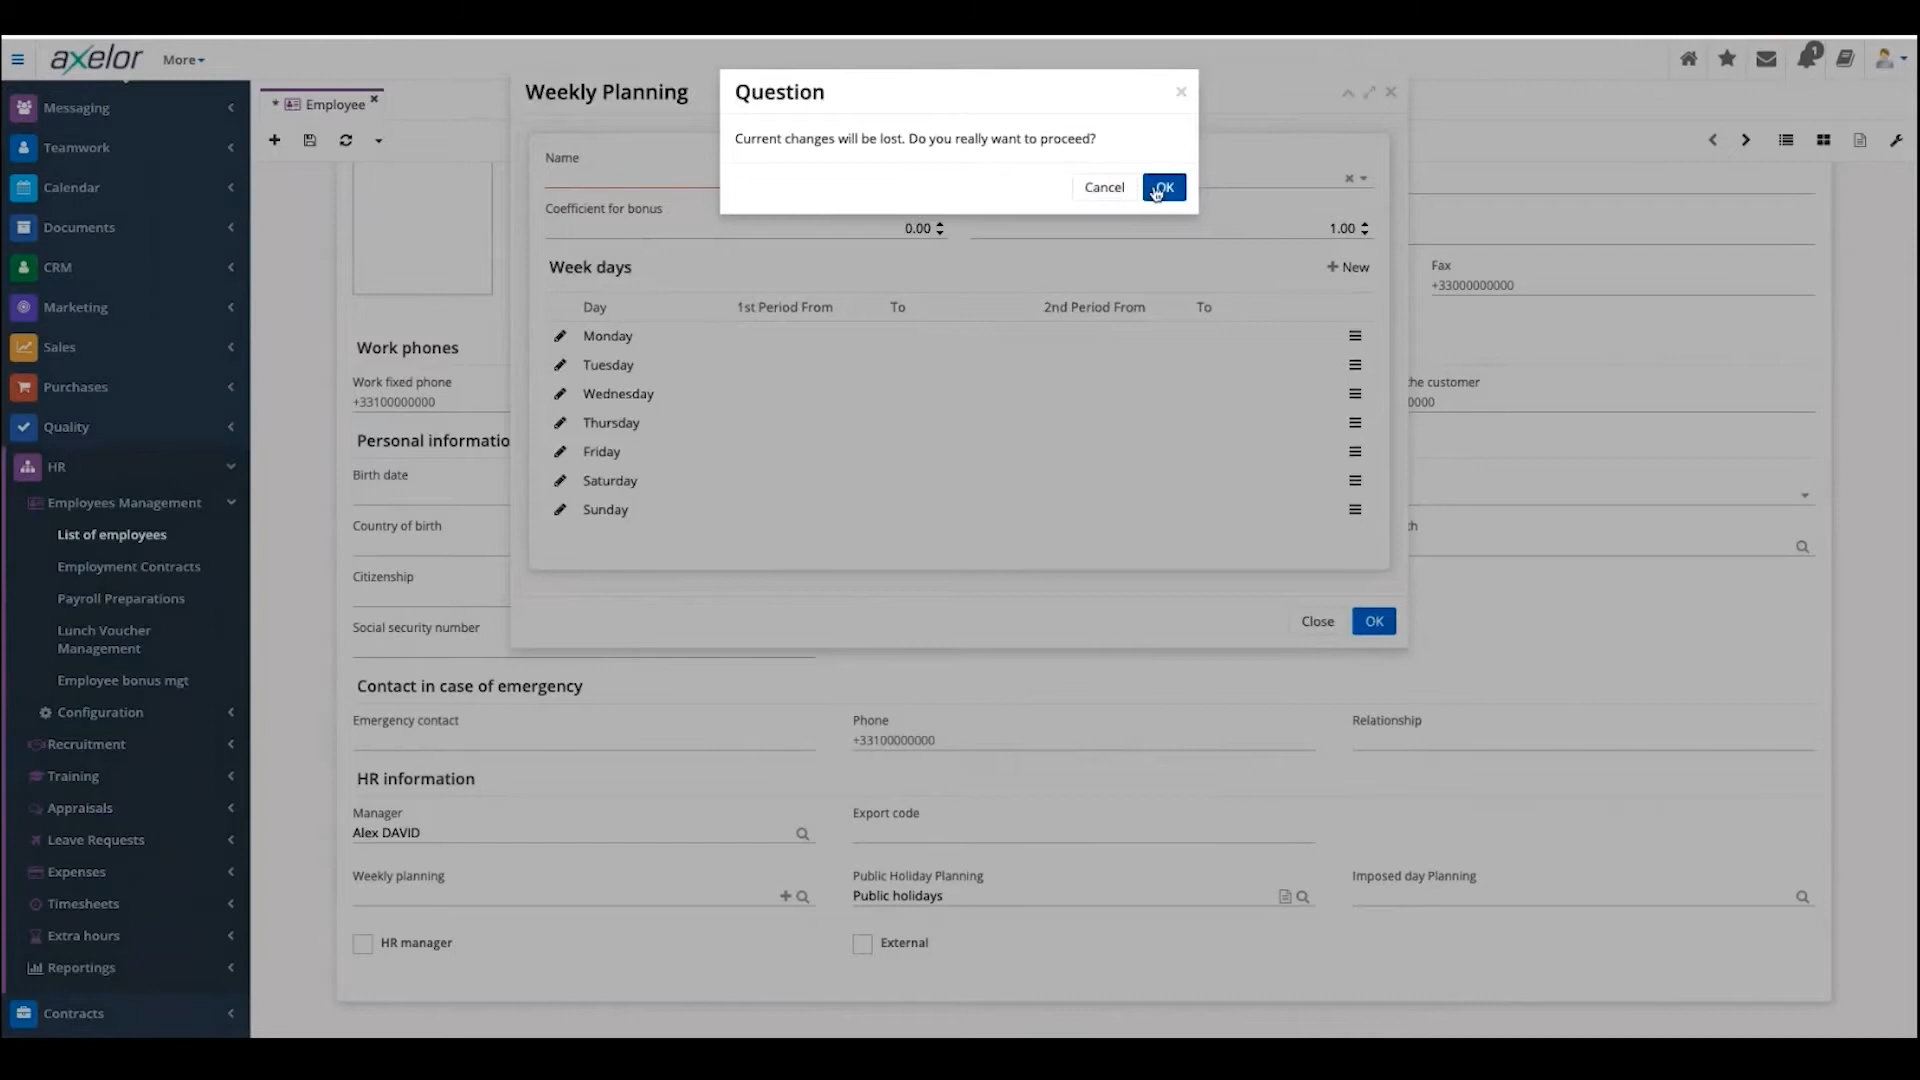 axelor
More
1
Messaging
Teamwork
Calendar
Documents
CRM
Marketing
Sales
Purchases
Quality
HR
Employees Management
List of employees
Employment Contracts
Payroll Preparations
Lunch Voucher
Management
Employee bonus mgt
Configuration
Recruitment
Training
Appraisals
Leave Requests
Expenses
Timesheets
Extra hours
Reportings
Contracts
* Employee
Weekly Planning
Question
Current changes will be lost. Do you really want to proceed?
Cancel
OK
Name
Coefficient for bonus
0.00
1.00
Week days
+ New
Day 1st Period From To 2nd Period From To
Monday
Tuesday
Wednesday
Thursday
Friday
Saturday
Sunday
Close
OK
Fax
+33000000000
Work phones
Work fixed phone
+33100000000
the customer
0000
Personal informatio
Birth date
Country of birth
th
Citizenship
Social security number
Contact in case of emergency
Emergency contact
Phone
+33100000000
Relationship
HR information
Manager
Alex DAVID
Export code
Weekly planning
Public Holiday Planning
Public holidays
Imposed day Planning
HR manager
External